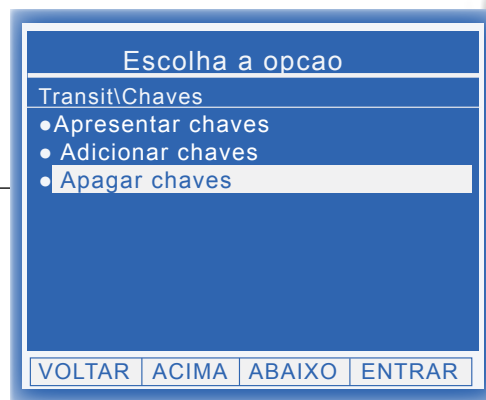 Escolha a opcao
Transit\Chaves
●Apresentar chaves
● Adicionar chaves
● Apagar chaves
VOLTAR ACIMA ABAIXO ENTRAR